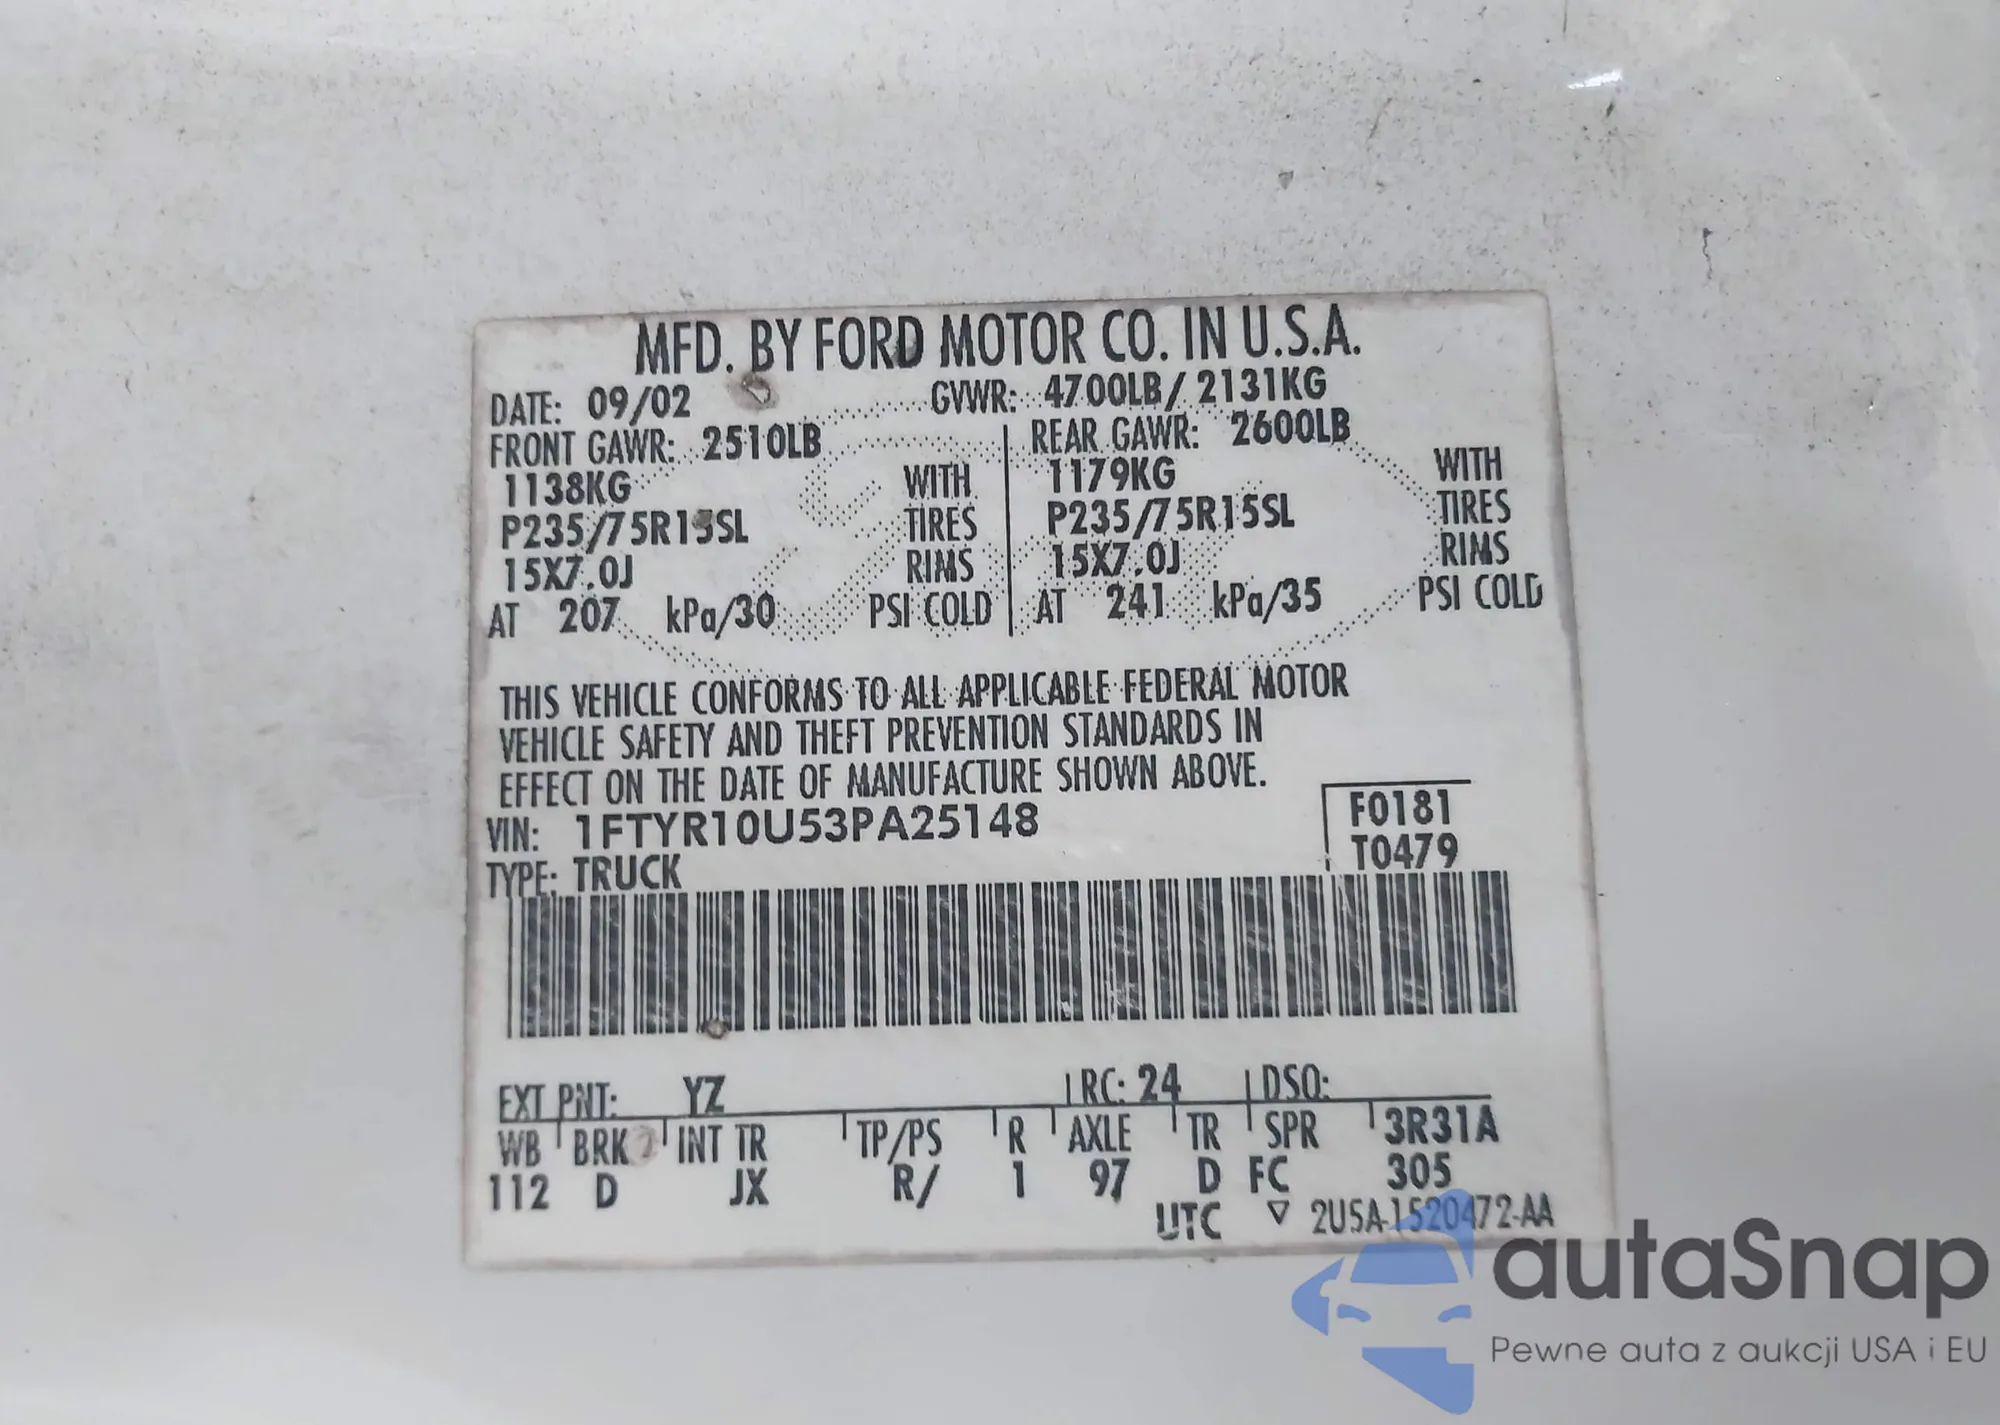 MFD. BY FORD MOTOR CO. IN U.S.A.
DATE: 09/02 GVWR: 4700LB/ 2131KG
FRONT GAWR: 2510LB REAR GAWR: 2600LB
1138KG WITH 1179KG WITH
P235/75R15SL TIRES P235/75R15SL TIRES
15X7.0J RIMS 15X7.0J RIMS
AT 207 kPa/30 PSI COLD AT 241 kPa/35 PSI COLD
THIS VEHICLE CONFORMS TO ALL APPLICABLE FEDERAL MOTOR
VEHICLE SAFETY AND THEFT PREVENTION STANDARDS IN
EFFECT ON THE DATE OF MANUFACTURE SHOWN ABOVE.
VIN: 1FTYR10U53PA25148 F0181
TYPE: TRUCK T0479
EXT PNT: YZ RC: 24 DSO:
WB BRK INT TR TP/PS R AXLE TR SPR 3R31A
112 D JX R/ 1 97 D FC 305
UTC ▽ 2U5A-1520472-AA
autaSnap
Pewne auta z aukcji USA i EU